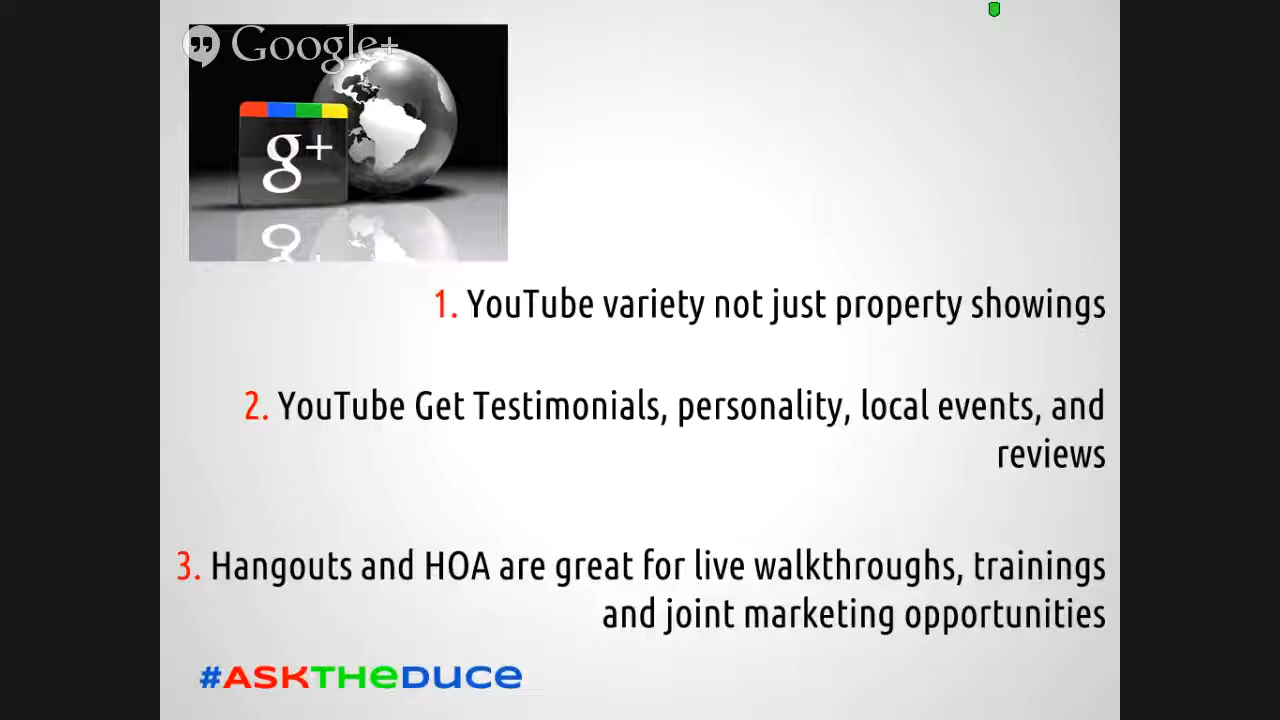 Google+
g+
1. YouTube variety not just property showings
2. YouTube Get Testimonials, personality, local events, and
reviews
3. Hangouts and HOA are great for live walkthroughs, trainings
and joint marketing opportunities
#ASKTHEDUCE